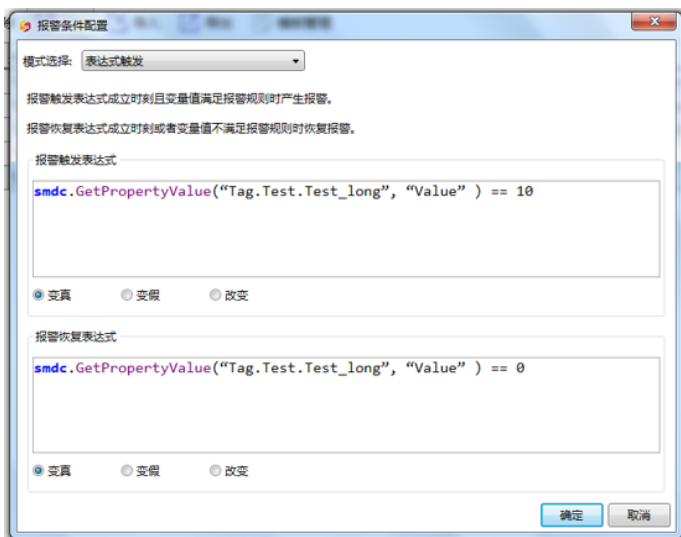 报警条件配置
模式选择: 表达式触发
报警触发表达式成立时刻且变量值满足报警规则时产生报警。
报警恢复表达式成立时刻或者变量值不满足报警规则时恢复报警。
报警触发表达式
smdc.GetPropertyValue(“Tag.Test.Test_long”, “Value” ) == 10
变真 变假 改变
报警恢复表达式
smdc.GetPropertyValue(“Tag.Test.Test_long”, “Value” ) == 0
变真 变假 改变
确定 取消